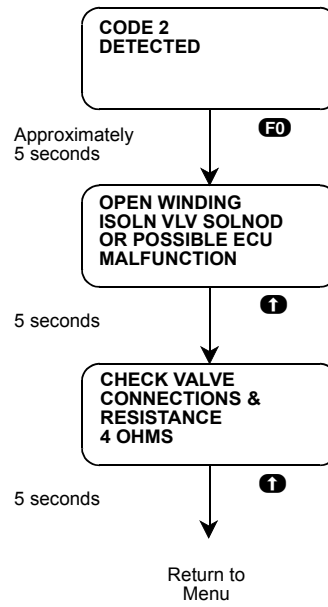 CODE 2
DETECTED
F0
Approximately
5 seconds
OPEN WINDING
ISOLN VLV SOLNOD
OR POSSIBLE ECU
MALFUNCTION
5 seconds
CHECK VALVE
CONNECTIONS &
RESISTANCE
4 OHMS
5 seconds
Return to
Menu